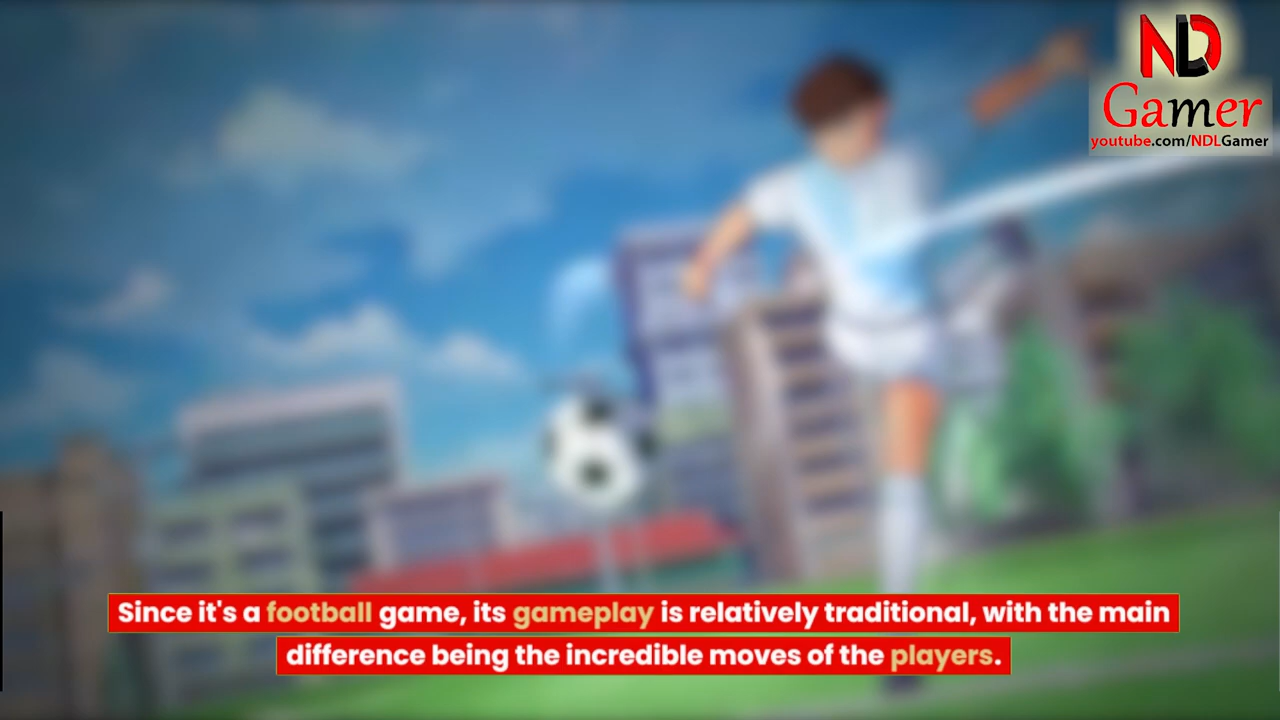 NDL
Gamer
youtube.com/NDLGamer
Since it's a football game, its gameplay is relatively traditional, with the main
difference being the incredible moves of the players.